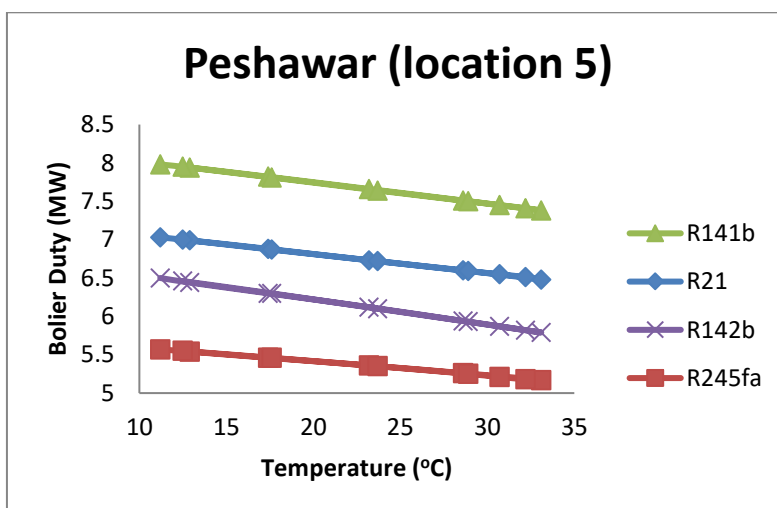 Peshawar (location 5)
8.5
8
7.5
7
6.5
6
5.5
5
Bolier Duty (MW)
10 15 20 25 30 35
Temperature (ºC)
R141b
R21
R142b
R245fa